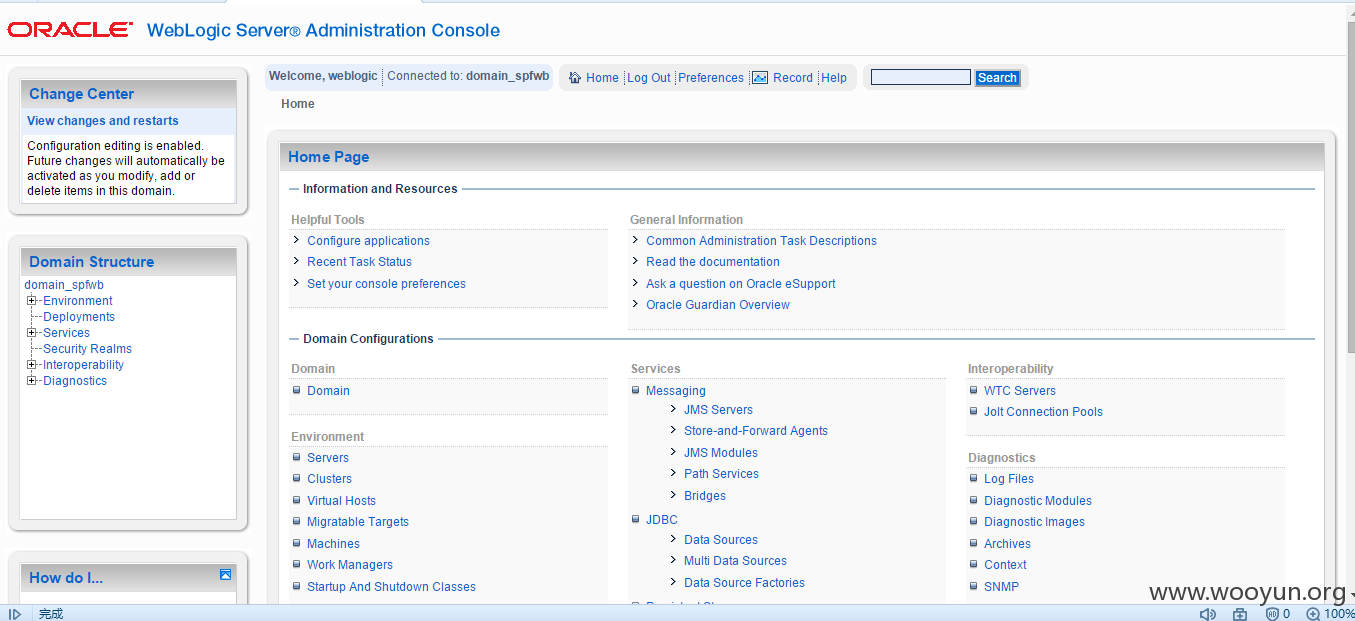 ORACLE WebLogic Server® Administration Console
Change Center
View changes and restarts
Configuration editing is enabled.
Future changes will automatically be
activated as you modify, add or
delete items in this domain.
Domain Structure
domain_spfwb
Environment
Deployments
Services
Security Realms
Interoperability
Diagnostics
How do I...
Welcome, weblogic Connected to: domain_spfwb
Home Log Out Preferences Record Help
Search
Home
Home Page
Information and Resources
Helpful Tools
Configure applications
Recent Task Status
Set your console preferences
General Information
Common Administration Task Descriptions
Read the documentation
Ask a question on Oracle eSupport
Oracle Guardian Overview
Domain Configurations
Domain
Domain
Environment
Servers
Clusters
Virtual Hosts
Migratable Targets
Machines
Work Managers
Startup And Shutdown Classes
Services
Messaging
JMS Servers
Store-and-Forward Agents
JMS Modules
Path Services
Bridges
JDBC
Data Sources
Multi Data Sources
Data Source Factories
Interoperability
WTC Servers
Jolt Connection Pools
Diagnostics
Log Files
Diagnostic Modules
Diagnostic Images
Archives
Context
SNMP
www.wooyun.org
完成
0
100%